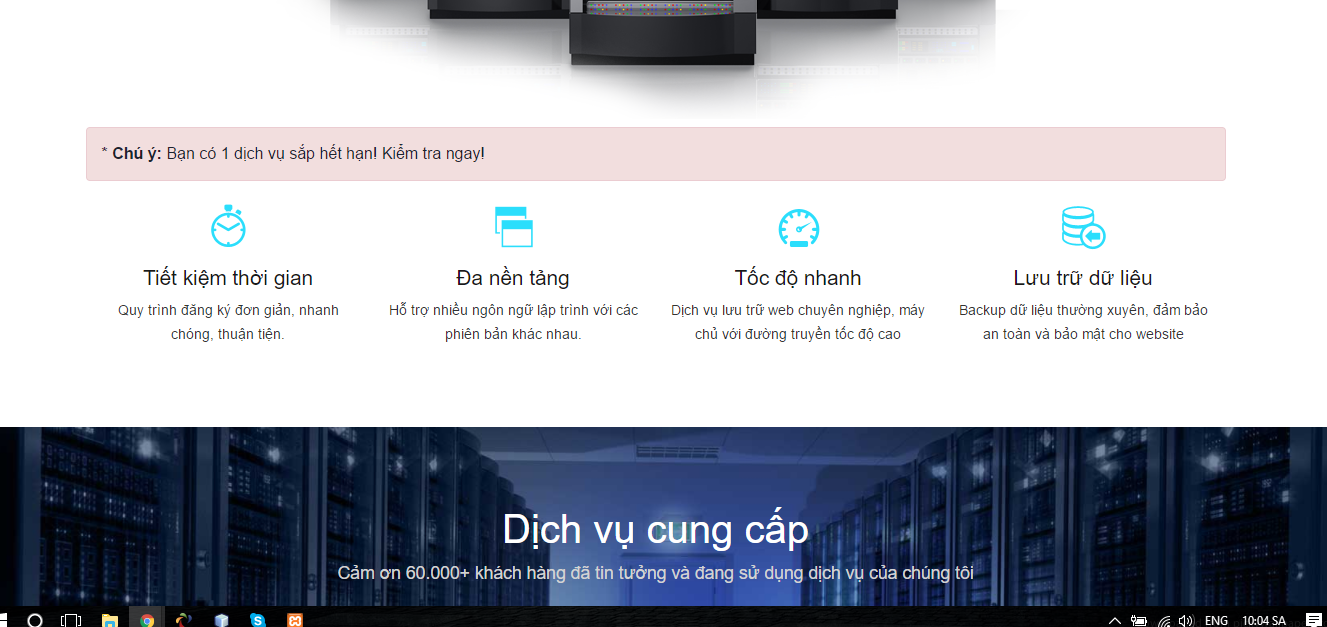 * Chú ý: Bạn có 1 dịch vụ sắp hết hạn! Kiểm tra ngay!
Tiết kiệm thời gian
Quy trình đăng ký đơn giản, nhanh
chóng, thuận tiện.
Đa nền tảng
Hỗ trợ nhiều ngôn ngữ lập trình với các
phiên bản khác nhau.
Tốc độ nhanh
Dịch vụ lưu trữ web chuyên nghiệp, máy
chủ với đường truyền tốc độ cao
Lưu trữ dữ liệu
Backup dữ liệu thường xuyên, đảm bảo
an toàn và bảo mật cho website
Dịch vụ cung cấp
Cảm ơn 60.000+ khách hàng đã tin tưởng và đang sử dụng dịch vụ của chúng tôi
ENG 10:04 SA